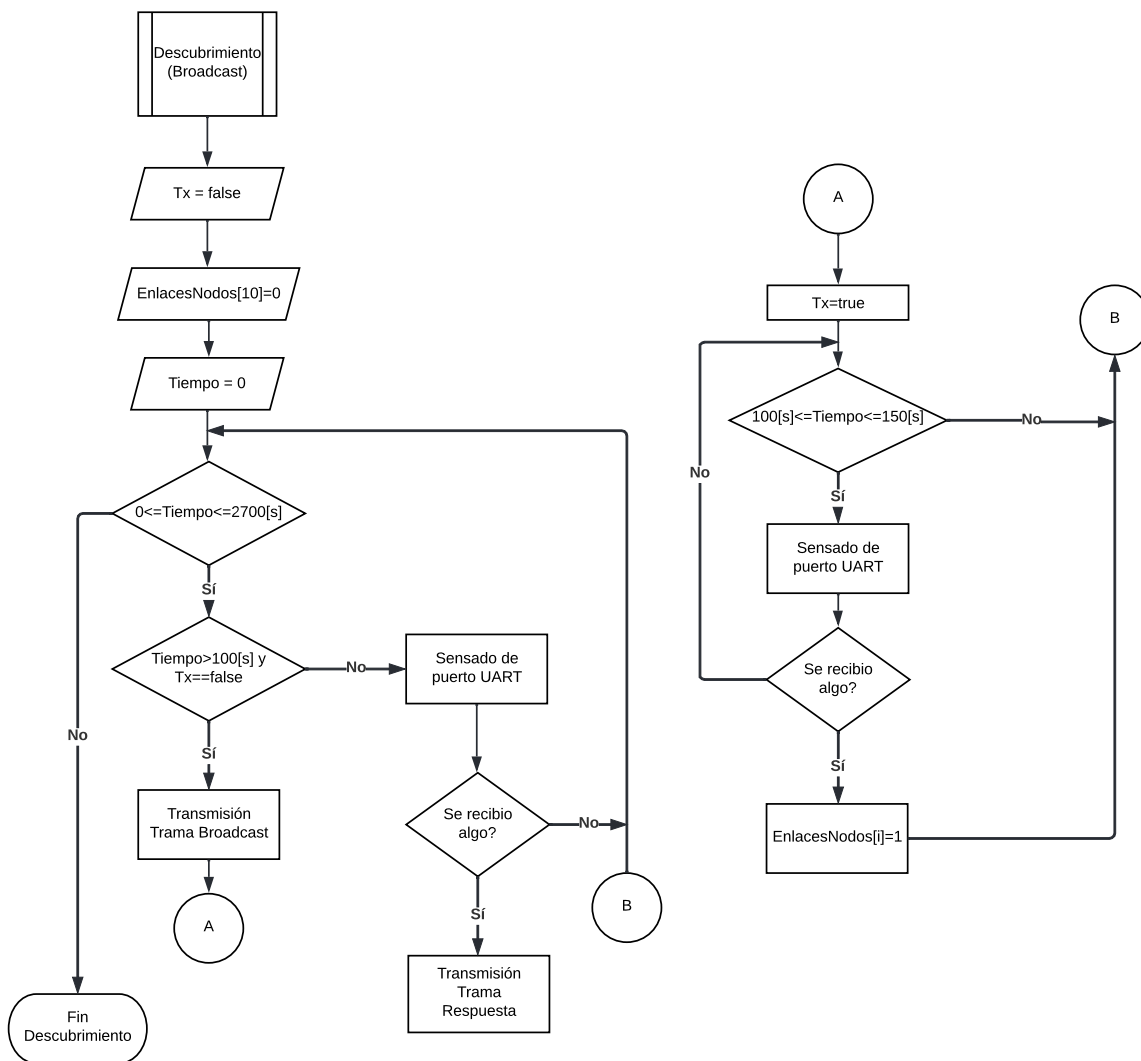 Descubrimiento
(Broadcast)
Tx = false
EnlacesNodos[10]=0
Tiempo = 0
0<=Tiempo<=2700[s]
Sí
No
Tiempo>100[s] y
Tx==false
No
Sí
Transmisión
Trama Broadcast
A
Fin
Descubrimiento
Sensado de
puerto UART
Se recibio
algo?
No
Sí
Transmisión
Trama
Respuesta
B
A
Tx=true
100[s]<=Tiempo<=150[s]
No
B
Sí
No
Sensado de
puerto UART
Se recibio
algo?
Sí
EnlacesNodos[i]=1